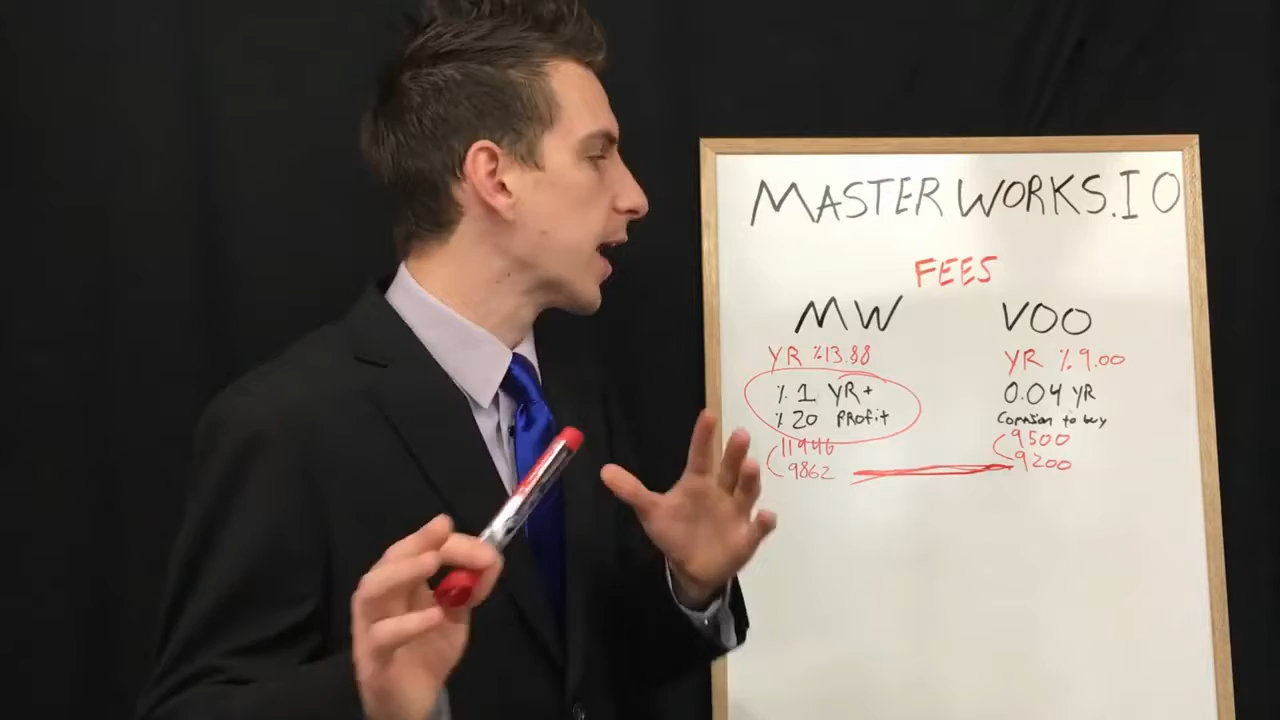 MASTERWORKS.IO
FEES
MW
VOO
YR %13.88
YR % 9.00
% 1 YR+
0.04 YR
% 20 Profit
to buy
11946
9500
9862
9200